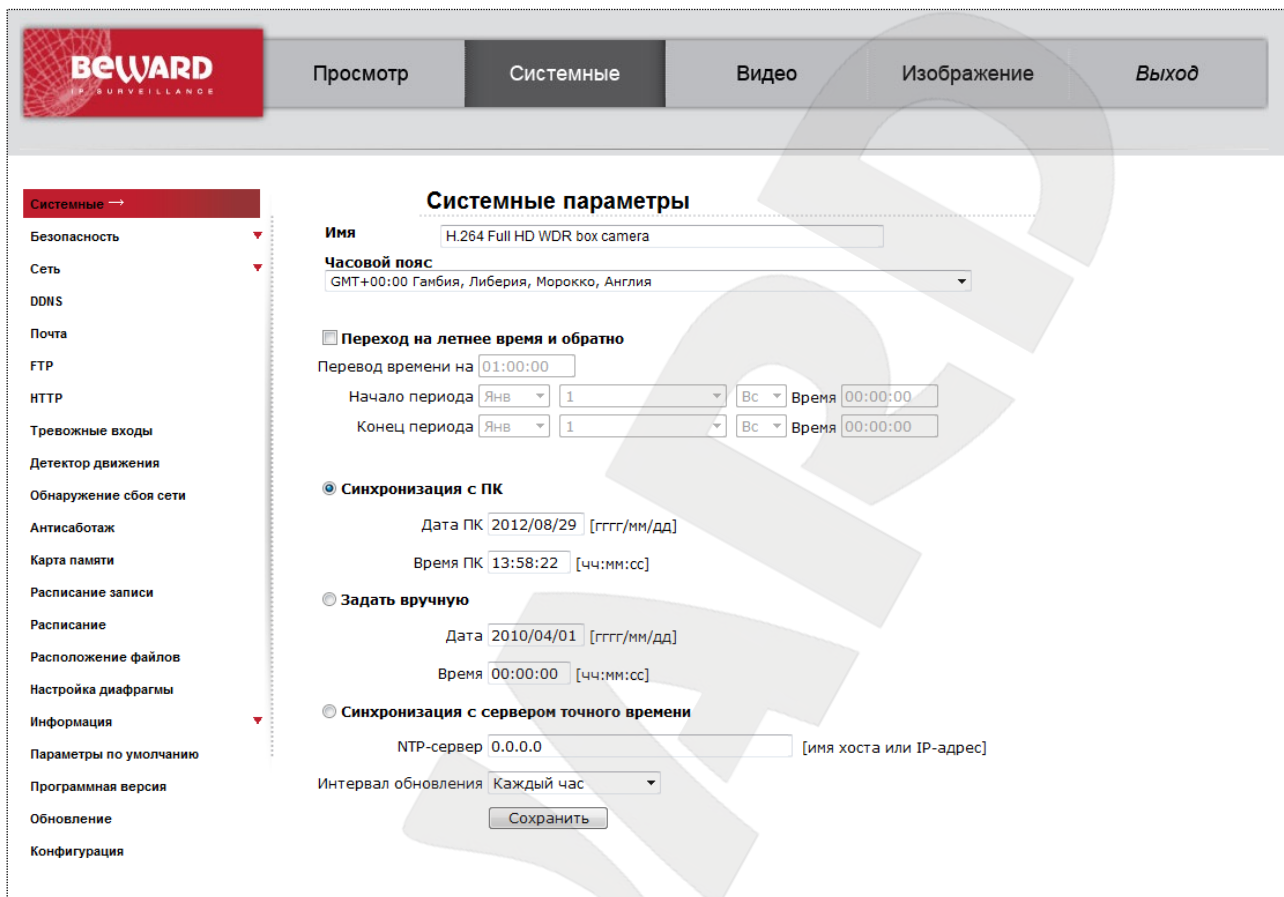 BEWARD
IP SURVEILLANCE
Просмотр
Системные
Видео
Изображение
Выход
Системные →
Безопасность
Сеть
DDNS
Почта
FTP
HTTP
Тревожные входы
Детектор движения
Обнаружение сбоя сети
Антисаботаж
Карта памяти
Расписание записи
Расписание
Расположение файлов
Настройка диафрагмы
Информация
Параметры по умолчанию
Программная версия
Обновление
Конфигурация
Системные параметры
Имя H.264 Full HD WDR box camera
Часовой пояс
GMT+00:00 Гамбия, Либерия, Морокко, Англия
Переход на летнее время и обратно
Перевод времени на 01:00:00
Начало периода Янв 1 Вс Время 00:00:00
Конец периода Янв 1 Вс Время 00:00:00
Синхронизация с ПК
Дата ПК 2012/08/29 [гггг/мм/дд]
Время ПК 13:58:22 [чч:мм:сс]
Задать вручную
Дата 2010/04/01 [гггг/мм/дд]
Время 00:00:00 [чч:мм:сс]
Синхронизация с сервером точного времени
NTP-сервер 0.0.0.0 [имя хоста или IP-адрес]
Интервал обновления Каждый час
Сохранить
YARD